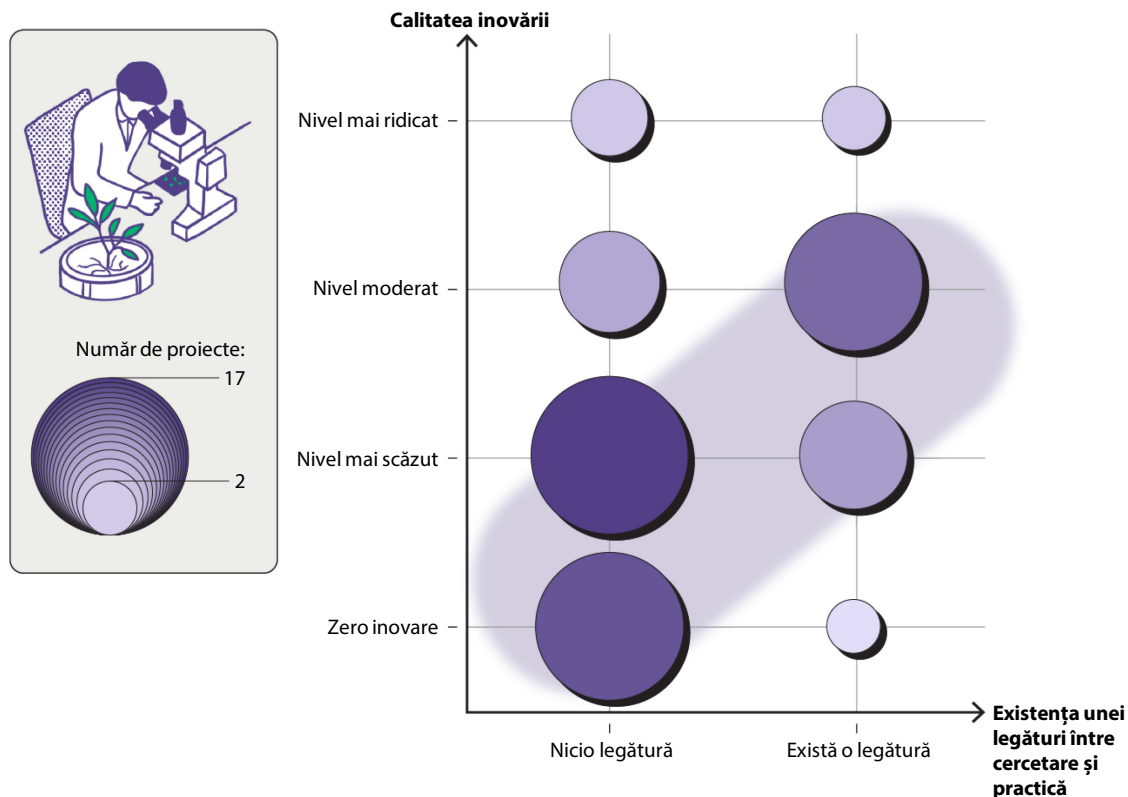 Calitatea inovării
Nivel mai ridicat
Nivel moderat
Nivel mai scăzut
Zero inovare
Număr de proiecte:
17
2
Nicio legătură
Există o legătură
Existența unei
legături între
cercetare și
practică